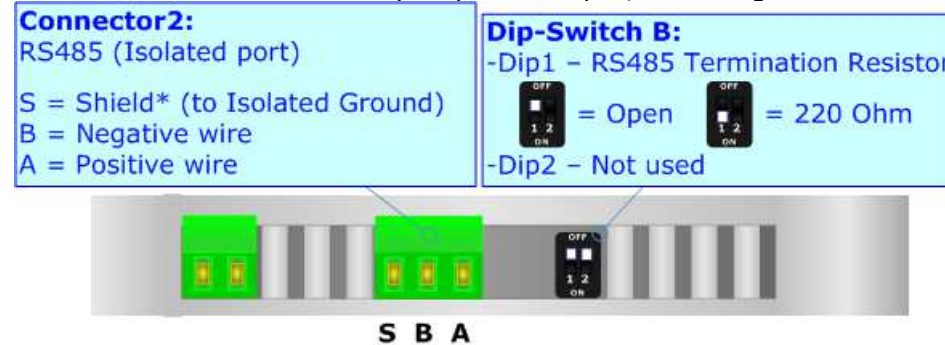 Connector2:
RS485 (Isolated port)
S = Shield* (to Isolated Ground)
B = Negative wire
A = Positive wire
Dip-Switch B:
-Dip1 – RS485 Termination Resistor
OFF
1 2
ON
= Open
OFF
1 2
ON
= 220 Ohm
-Dip2 – Not used
OFF
1 2
ON
S B A